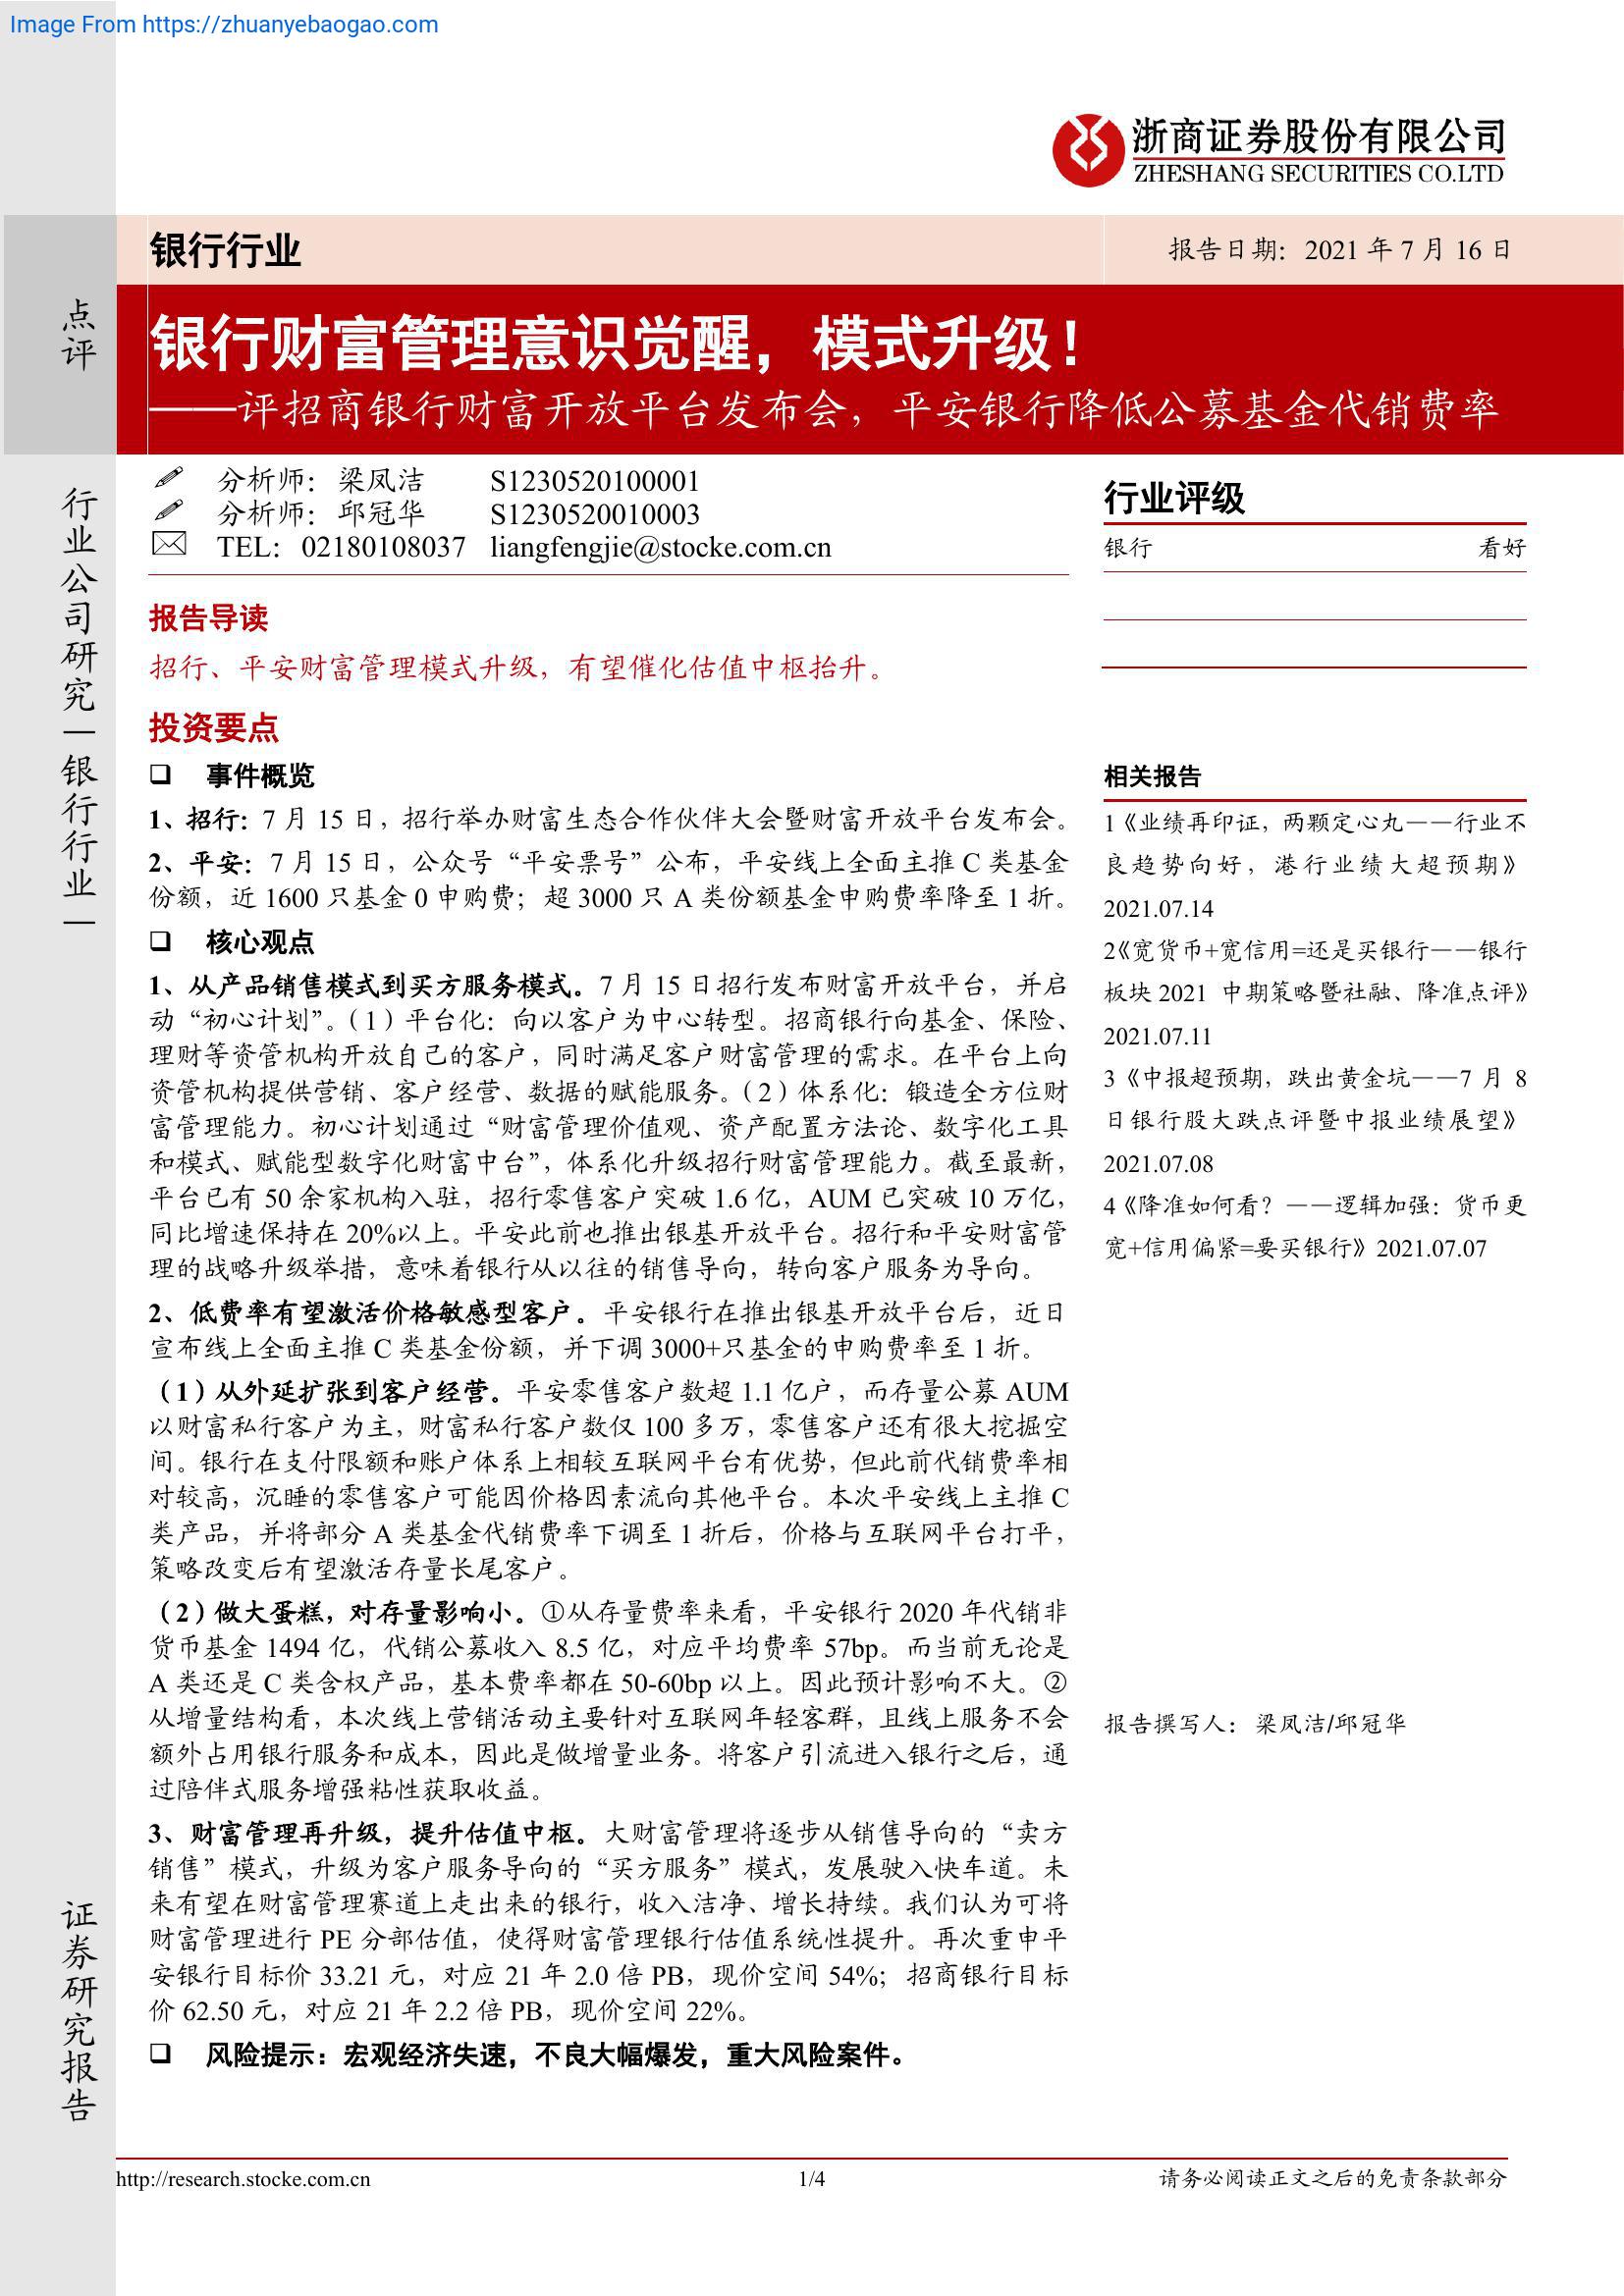 Image From https://zhuanyebaogao.com
浙商证券股份有限公司
ZHESHANG SECURITIES CO.LTD
银行行业
报告日期：2021 年 7 月 16 日
点评
银行财富管理意识觉醒，模式升级！
——评招商银行财富开放平台发布会，平安银行降低公募基金代销费率
行业公司研究|银行行业|
分析师：梁凤洁 S1230520100001
分析师：邱冠华 S1230520010003
TEL：02180108037 liangfengjie@stocke.com.cn
报告导读
招行、平安财富管理模式升级，有望催化估值中枢抬升。
投资要点
❑ 事件概览
1、招行：7 月 15 日，招行举办财富生态合作伙伴大会暨财富开放平台发布会。
2、平安：7 月 15 日，公众号“平安票号”公布，平安线上全面主推 C 类基金
份额，近 1600 只基金 0 申购费；超 3000 只 A 类份额基金申购费率降至 1 折。
❑ 核心观点
1、从产品销售模式到买方服务模式。7 月 15 日招行发布财富开放平台，并启
动“初心计划”。（1）平台化：向以客户为中心转型。招商银行向基金、保险、
理财等资管机构开放自己的客户，同时满足客户财富管理的需求。在平台上向
资管机构提供营销、客户经营、数据的赋能服务。（2）体系化：锻造全方位财
富管理能力。初心计划通过“财富管理价值观、资产配置方法论、数字化工具
和模式、赋能型数字化财富中台”，体系化升级招行财富管理能力。截至最新，
平台已有 50 余家机构入驻，招行零售客户突破 1.6 亿，AUM 已突破 10 万亿，
同比增速保持在 20%以上。平安此前也推出银基开放平台。招行和平安财富管
理的战略升级举措，意味着银行从以往的销售导向，转向客户服务为导向。
2、低费率有望激活价格敏感型客户。平安银行在推出银基开放平台后，近日
宣布线上全面主推 C 类基金份额，并下调 3000+只基金的申购费率至 1 折。
（1）从外延扩张到客户经营。平安零售客户数超 1.1 亿户，而存量公募 AUM
以财富私行客户为主，财富私行客户数仅 100 多万，零售客户还有很大挖掘空
间。银行在支付限额和账户体系上相较互联网平台有优势，但此前代销费率相
对较高，沉睡的零售客户可能因价格因素流向其他平台。本次平安线上主推 C
类产品，并将部分 A 类基金代销费率下调至 1 折后，价格与互联网平台打平，
策略改变后有望激活存量长尾客户。
（2）做大蛋糕，对存量影响小。①从存量费率来看，平安银行 2020 年代销非
货币基金 1494 亿，代销公募收入 8.5 亿，对应平均费率 57bp。而当前无论是
A 类还是 C 类含权产品，基本费率都在 50-60bp 以上。因此预计影响不大。②
从增量结构看，本次线上营销活动主要针对互联网年轻客群，且线上服务不会
额外占用银行服务和成本，因此是做增量业务。将客户引流进入银行之后，通
过陪伴式服务增强粘性获取收益。
3、财富管理再升级，提升估值中枢。大财富管理将逐步从销售导向的“卖方
销售”模式，升级为客户服务导向的“买方服务”模式，发展驶入快车道。未
来有望在财富管理赛道上走出来的银行，收入洁净、增长持续。我们认为可将
财富管理进行 PE 分部估值，使得财富管理银行估值系统性提升。再次重申平
安银行目标价 33.21 元，对应 21 年 2.0 倍 PB，现价空间 54%；招商银行目标
价 62.50 元，对应 21 年 2.2 倍 PB，现价空间 22%。
❑ 风险提示：宏观经济失速，不良大幅爆发，重大风险案件。
行业评级
银行 看好
相关报告
1《业绩再印证，两颗定心丸——行业不
良趋势向好，港行业绩大超预期》
2021.07.14
2《宽货币+宽信用=还是买银行——银行
板块 2021 中期策略暨社融、降准点评》
2021.07.11
3《中报超预期，跌出黄金坑——7 月 8
日银行股大跌点评暨中报业绩展望》
2021.07.08
4《降准如何看？——逻辑加强：货币更
宽+信用偏紧=要买银行》2021.07.07
报告撰写人：梁凤洁/邱冠华
证券研究报告
http://research.stocke.com.cn
1/4
请务必阅读正文之后的免责条款部分